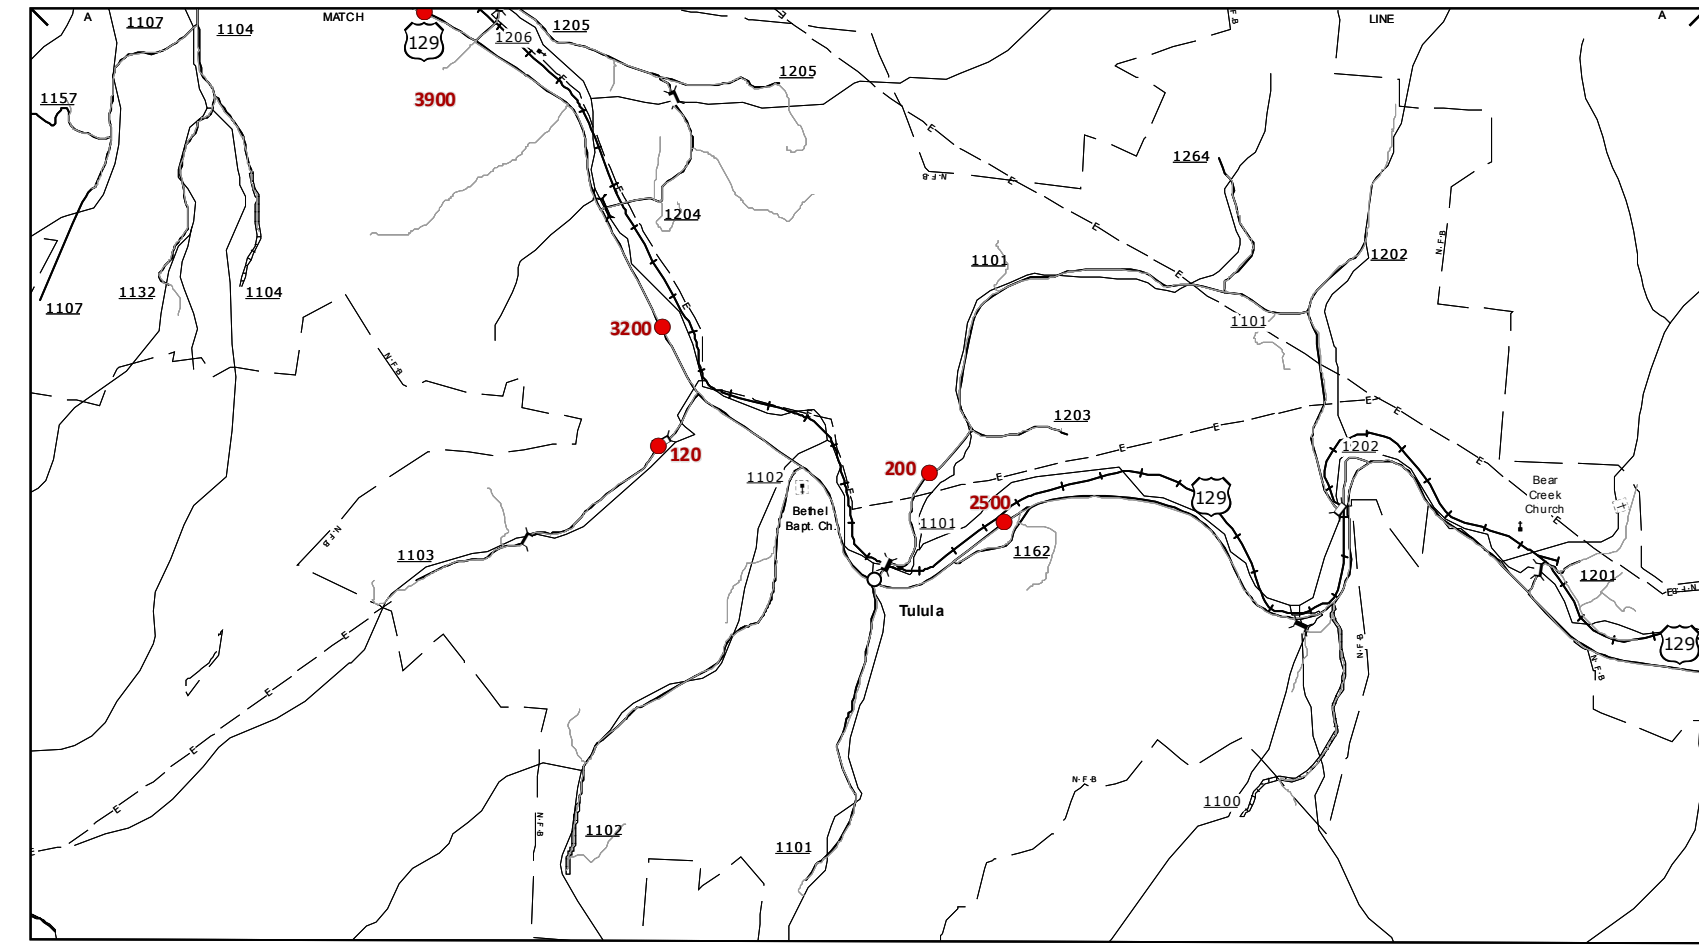 A
1107
1104
MATCH
129
1206
1205
N.F.B
LINE
A
3900
1205
1157
E
E
E
1264
N.F.B
E
E
1204
E
1101
1202
N.F.B
E
1132
1104
1107
E
3200
1101
N.F.B
E
E
E
1203
E
E
E
120
200
1202
1102
E
E
E
2500
129
Bear
Creek
Church
Bethel
Bapt. Ch.
1101
E
N.F.B
1103
1162
1201
E
N.F.B
Tulula
E
N.F.B
129
N.F.B
E
E
N.F.B
1100
E
N.F.B
1102
1101
E